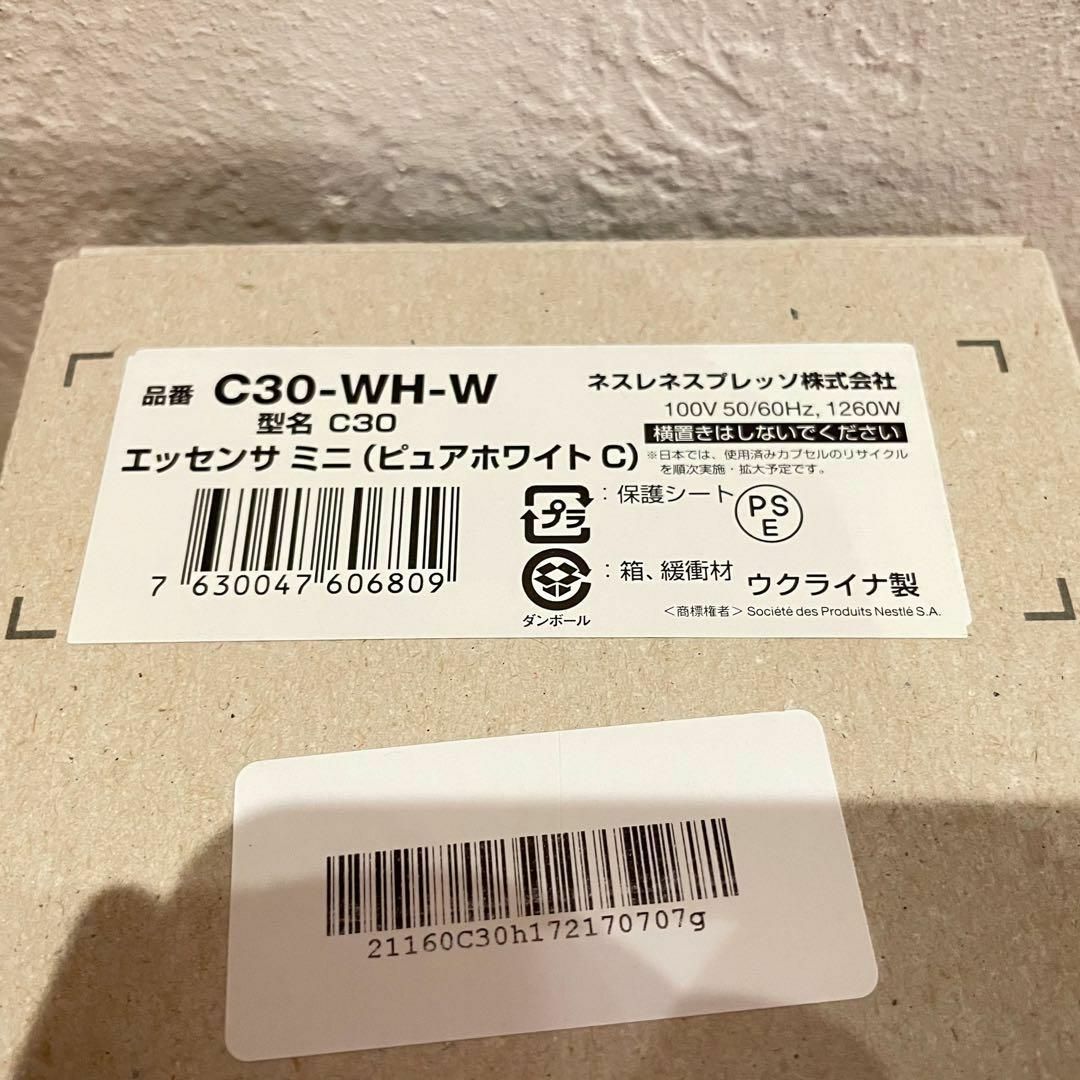 品番 C30-WH-W
型名 C30
エッセンサ ミニ (ピュアホワイト C)
7 630047 606809
ネスレネスプレッソ株式会社
100V 50/60Hz, 1260W
横置きはしないでください
※日本では、使用済みカプセルのリサイクル
を順次実施・拡大予定です。
プラ : 保護シート
PS
E
: 箱、緩衝材
ダンボール
ウクライナ製
<商標権者> Société des Produits Nestlé S.A.
21160C30h172170707g